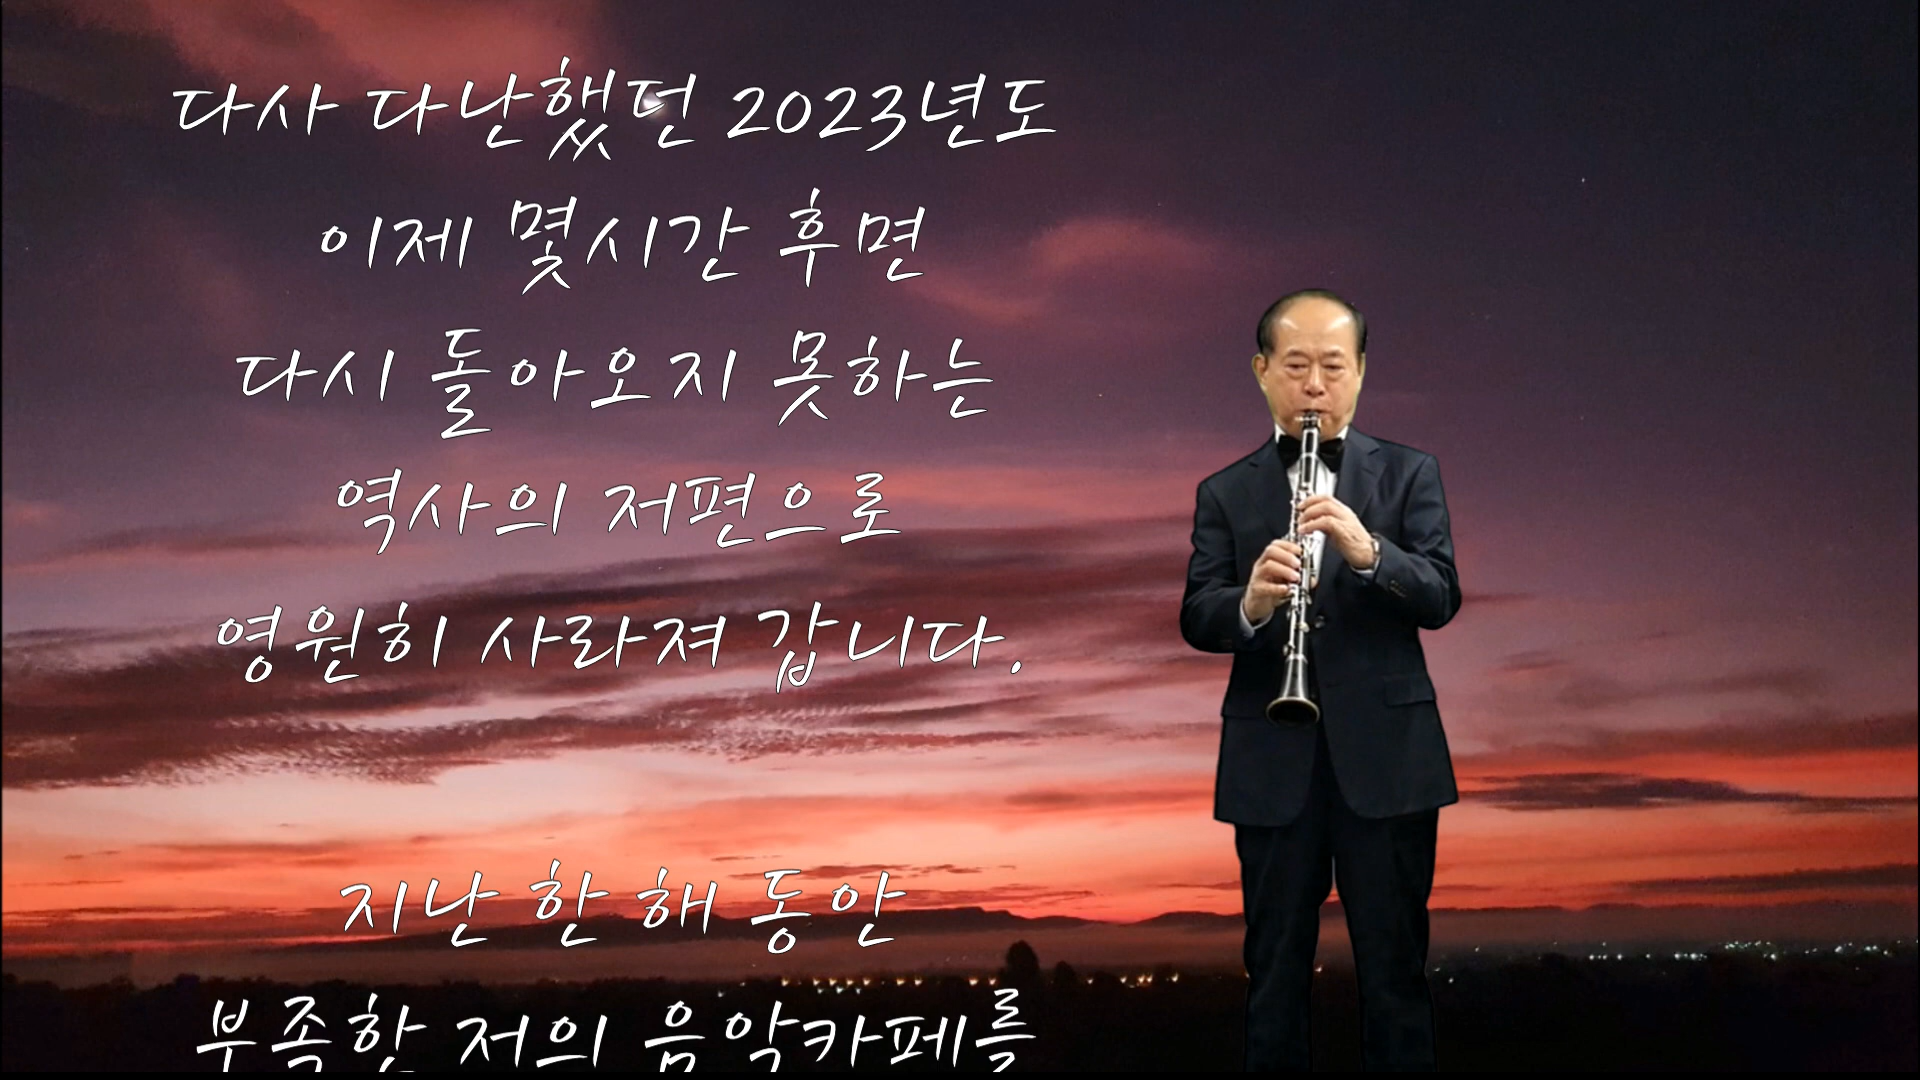 다사 다난했던 2023년도
이제 몇시간 후면
다시 돌아오지 못하는
역사의 저편으로
영원히 사라져 갑니다.
지난 한 해 동안
부족한 저의 음악카페를